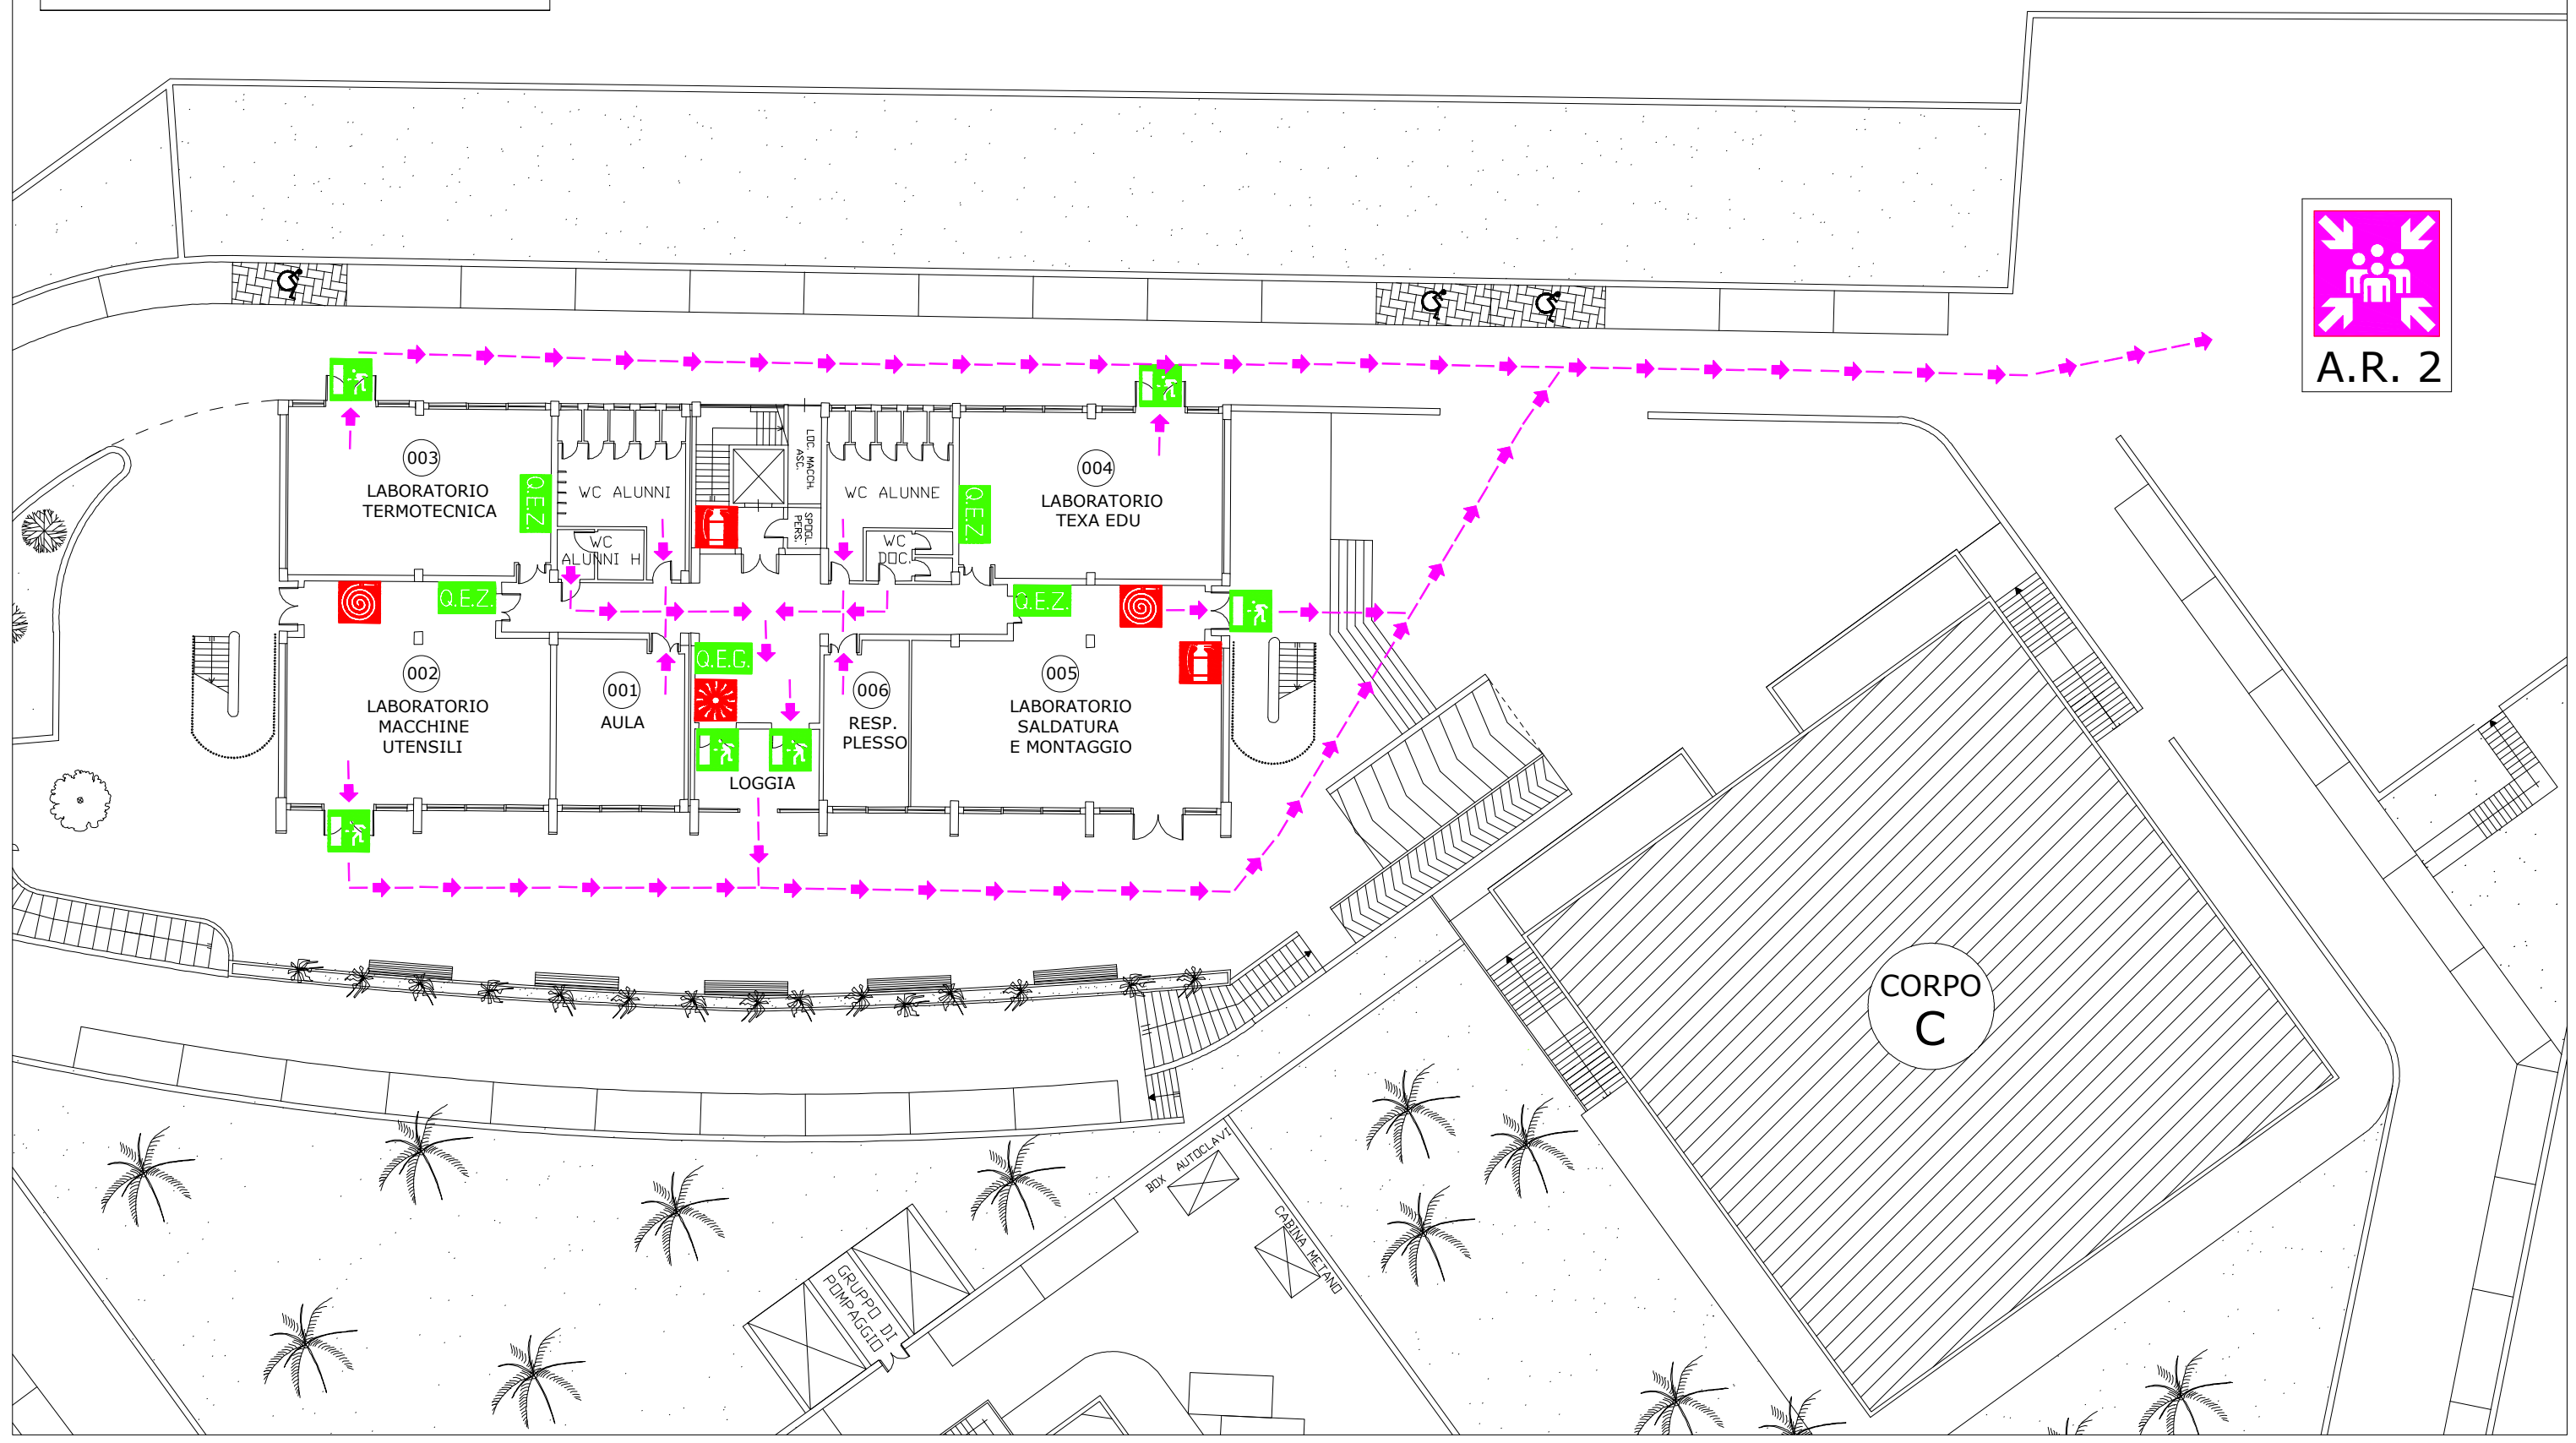 A.R. 2
003
LABORATORIO
TERMOTECNICA
Q.E.Z.
WC ALUNNI
WC
ALUNNI H
LOC. MACCH.
ASC.
SPOGL.
PERS.
WC ALUNNE
WC
DOC.
Q.E.Z.
004
LABORATORIO
TEXA EDU
Q.E.Z.
Q.E.Z.
002
LABORATORIO
MACCHINE
UTENSILI
001
AULA
Q.E.G.
LOGGIA
006
RESP.
PLESSO
005
LABORATORIO
SALDATURA
E MONTAGGIO
CORPO
C
BOX AUTOCLAVI
CABINA METANO
GRUPPO DI
POMPAGGIO